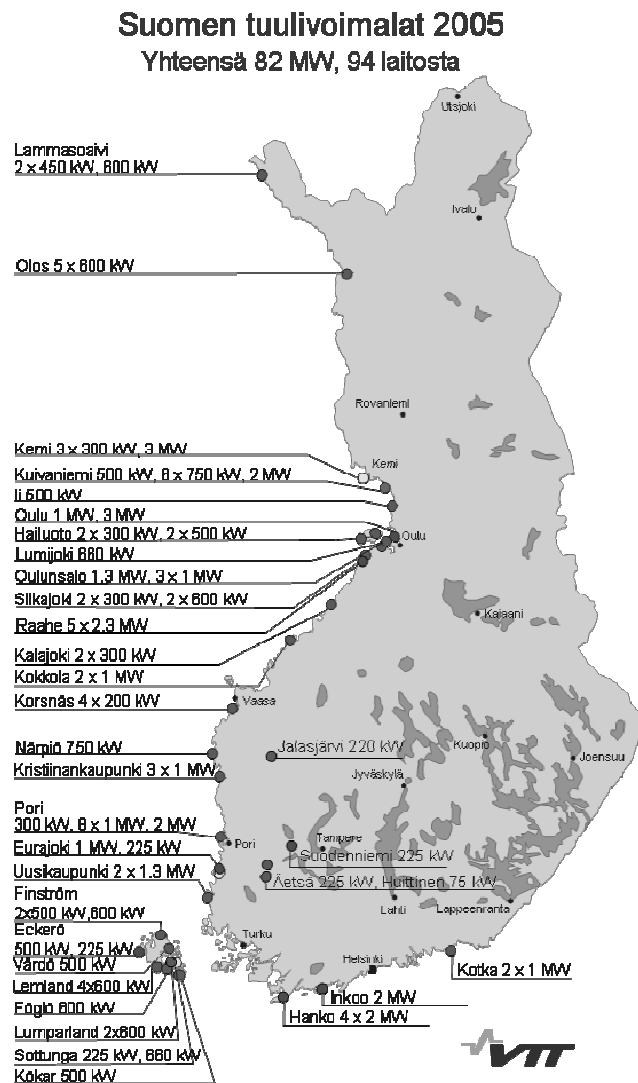 Suomen tuulivoimalat 2005
Yhteensä 82 MW, 94 laitosta
Utsjoki
Lammasoaivi
2 x 450 kW, 600 kW
Ivalo
Olos 5 x 600 kW
Rovaniemi
Kemi 3 x 300 kW, 3 MW
Kemi
Kuivaniemi 500 kW, 6 x 750 kW, 2 MW
Ii 500 kW
Oulu 1 MW, 3 MW
Hailuoto 2 x 300 kW, 2 x 500 kW
Oulu
Lumijoki 660 kW
Oulunsalo 1.3 MW, 3 x 1 MW
Siikajoki 2 x 300 kW, 2 x 600 kW
Kajaani
Raahe 5 x 2.3 MW
Kalajoki 2 x 300 kW
Kokkola 2 x 1 MW
Korsnäs 4 x 200 kW
Vaasa
Närpiö 750 kW
Jalasjärvi 220 kW
Kuopio
Joensuu
Kristiinankaupunki 3 x 1 MW
Jyväskylä
Pori
300 kW, 8 x 1 MW, 2 MW
Pori
Tampere
Eurajoki 1 MW, 225 kW
Suodenniemi 225 kW
Uusikaupunki 2 x 1.3 MW
Äetsä 225 kW, Huittinen 75 kW
Finström
2x500 kW,600 kW
Lahti
Lappeenranta
Eckerö
500 kW, 225 kW
Turku
Vårdö 500 kW
Helsinki
Kotka 2 x 1 MW
Lemland 4x600 kW
Föglö 600 kW
Inkoo 2 MW
Hanko 4 x 2 MW
Lumparland 2x600 kW
Sottunga 225 kW, 660 kW
Kökar 500 kW
VTT